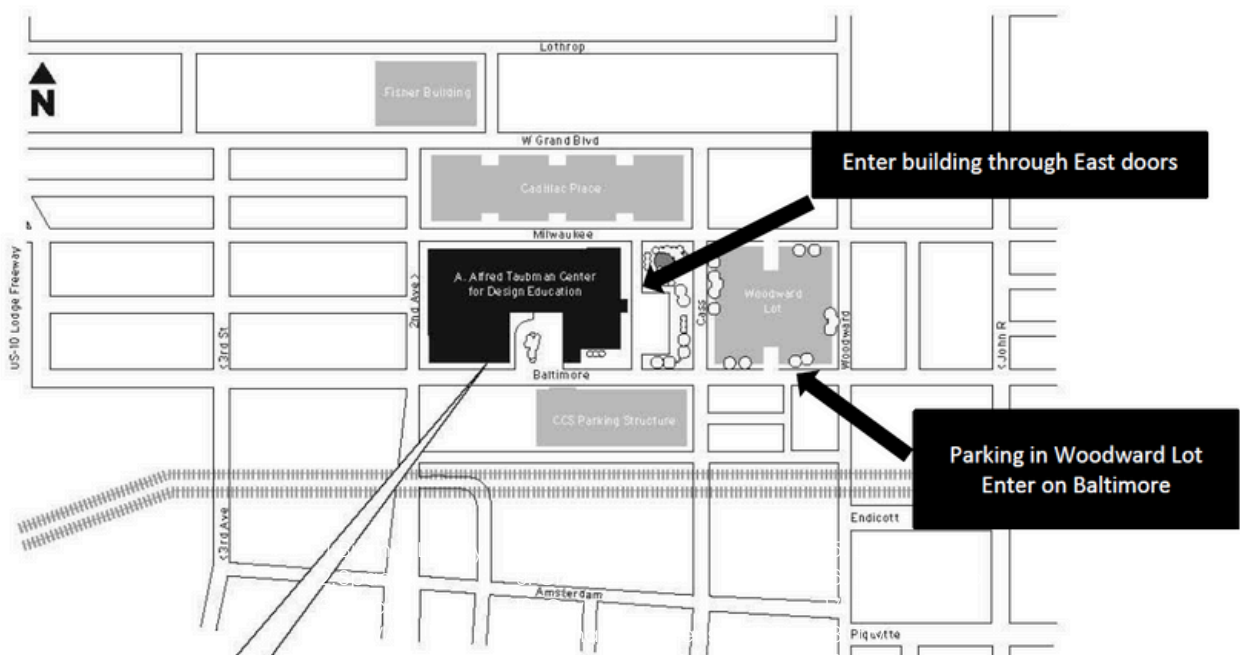 Lothrop
N
Fisher Building
W Grand Blvd
Enter building through East doors
Cadillac Place
Milwaukee
US-10 Lodge Freeway
<3rd St
2nd Ave>
A. Alfred Taubman Center
for Design Education
Cass
Woodward
Lot
Woodward
<John R
Baltimore
CCS Parking Structure
Parking in Woodward Lot
Enter on Baltimore
<3rd Ave
Endicott
Amsterdam
Piquette